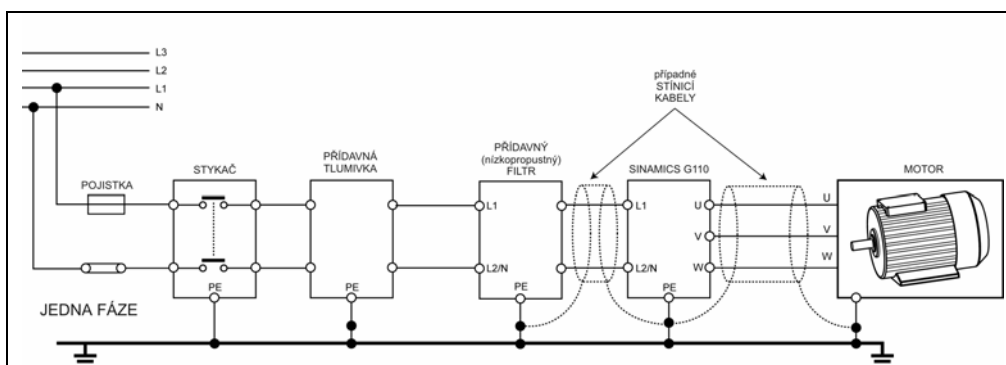 L3
L2
L1
N
případné
STÍNICÍ
KABELY
POJISTKA
STYKAČ
PŘÍDAVNÁ
TLUMIVKA
PŘÍDAVNÝ
(nízkopropustný)
FILTR
SINAMICS G110
MOTOR
L1
L1
U
U
V
V
W
L2/N
L2/N
W
PE
PE
PE
PE
JEDNA FÁZE